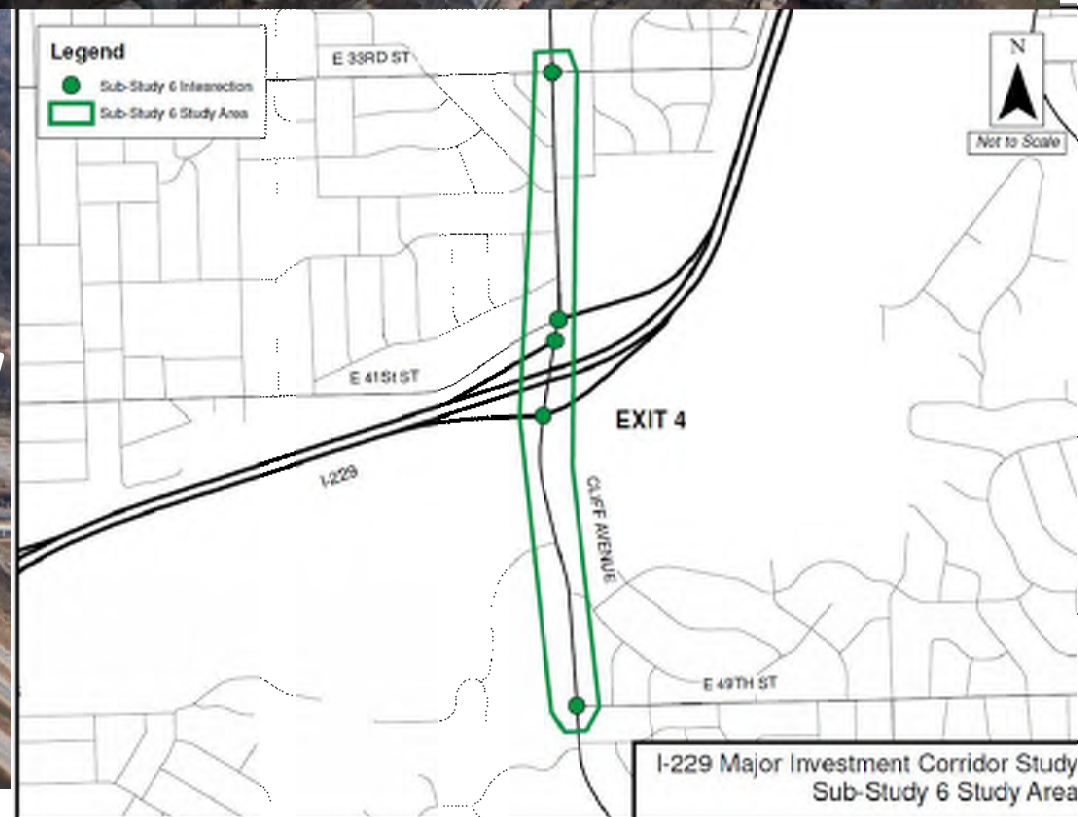 Legend
Sub-Study 6 Intersection
Sub-Study 6 Study Area
E 33RD ST
N
Not to Scale
E 41St ST
EXIT 4
I-229
CLIFF AVENUE
E 49TH ST
I-229 Major Investment Corridor Study
Sub-Study 6 Study Area